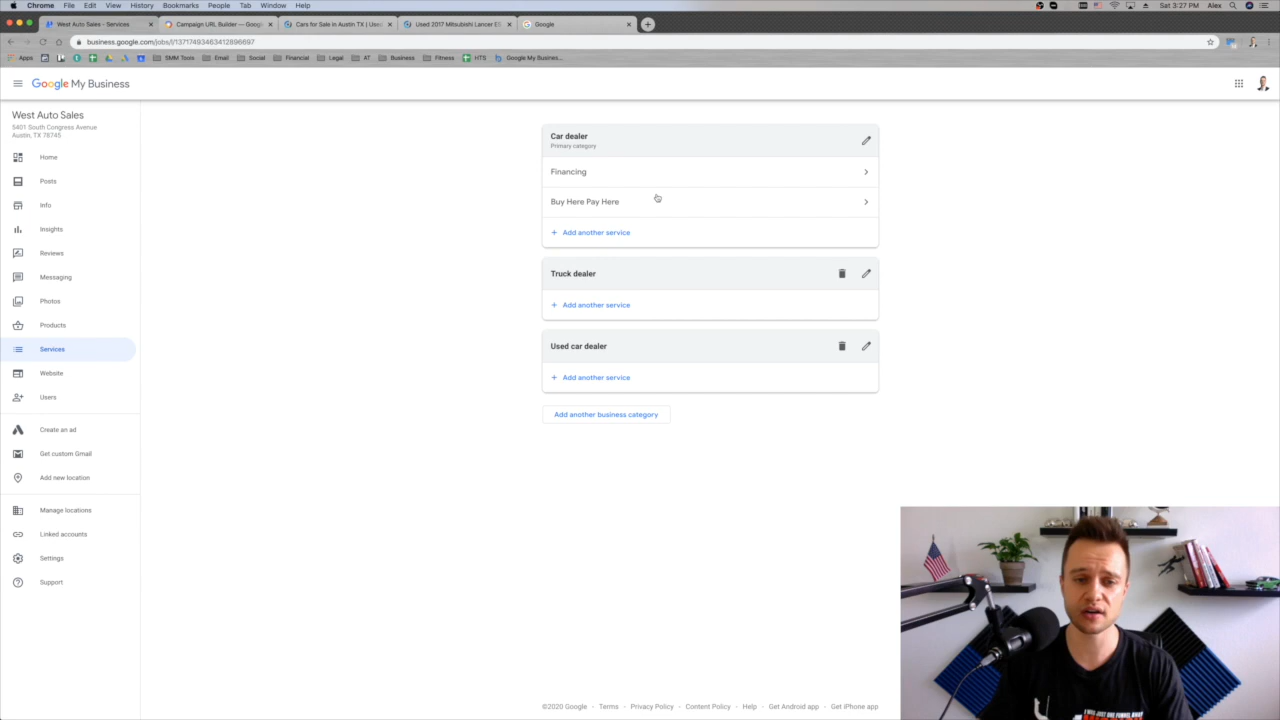 Chrome File Edit View History Bookmarks People Tab Window Help
Sat 3:27 PM Alex
West Auto Sales - Services
Campaign URL Builder — Googl
Cars for Sale in Austin TX | Used
Used 2017 Mitsubishi Lancer ES
Google
business.google.com/jobs/l/13717493463412896697
Apps
SMM Tools
Email
Social
Financial
Legal
AT
Business
Fitness
HTS
Google My Busines...
Google My Business
West Auto Sales
5401 South Congress Avenue
Austin, TX 78745
Home
Posts
Info
Insights
Reviews
Messaging
Photos
Products
Services
Website
Users
Create an ad
Get custom Gmail
Add new location
Manage locations
Linked accounts
Settings
Support
Car dealer
Primary category
Financing
Buy Here Pay Here
+ Add another service
Truck dealer
+ Add another service
Used car dealer
+ Add another service
Add another business category
©2020 Google · Terms · Privacy Policy · Content Policy · Help · Get Android app · Get iPhone app